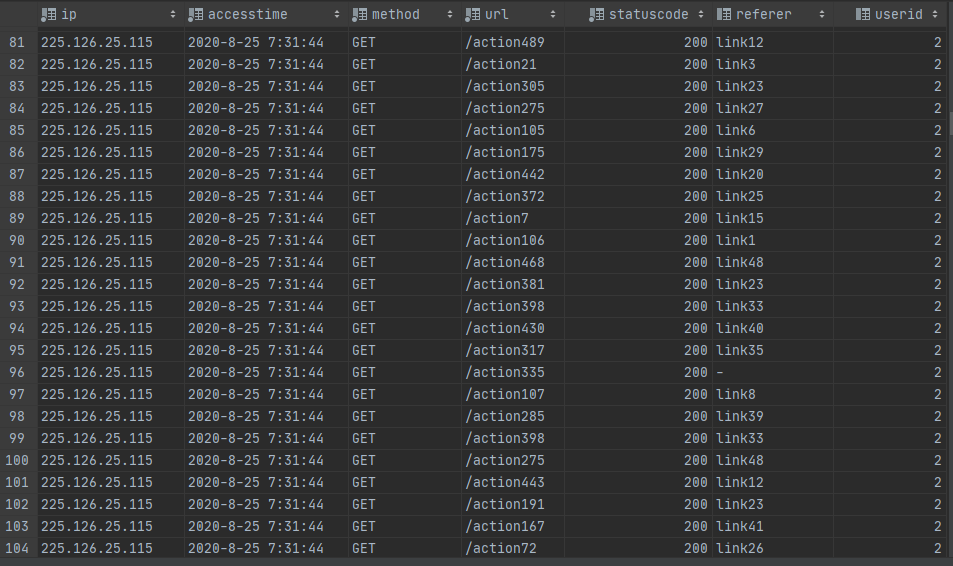 ip accesstime method url statuscode referer userid
81 225.126.25.115 2020-8-25 7:31:44 GET /action489 200 link12 2
82 225.126.25.115 2020-8-25 7:31:44 GET /action21 200 link3 2
83 225.126.25.115 2020-8-25 7:31:44 GET /action305 200 link23 2
84 225.126.25.115 2020-8-25 7:31:44 GET /action275 200 link27 2
85 225.126.25.115 2020-8-25 7:31:44 GET /action105 200 link6 2
86 225.126.25.115 2020-8-25 7:31:44 GET /action175 200 link29 2
87 225.126.25.115 2020-8-25 7:31:44 GET /action442 200 link20 2
88 225.126.25.115 2020-8-25 7:31:44 GET /action372 200 link25 2
89 225.126.25.115 2020-8-25 7:31:44 GET /action7 200 link15 2
90 225.126.25.115 2020-8-25 7:31:44 GET /action106 200 link1 2
91 225.126.25.115 2020-8-25 7:31:44 GET /action468 200 link48 2
92 225.126.25.115 2020-8-25 7:31:44 GET /action381 200 link23 2
93 225.126.25.115 2020-8-25 7:31:44 GET /action398 200 link33 2
94 225.126.25.115 2020-8-25 7:31:44 GET /action430 200 link40 2
95 225.126.25.115 2020-8-25 7:31:44 GET /action317 200 link35 2
96 225.126.25.115 2020-8-25 7:31:44 GET /action335 200 - 2
97 225.126.25.115 2020-8-25 7:31:44 GET /action107 200 link8 2
98 225.126.25.115 2020-8-25 7:31:44 GET /action285 200 link39 2
99 225.126.25.115 2020-8-25 7:31:44 GET /action398 200 link33 2
100 225.126.25.115 2020-8-25 7:31:44 GET /action275 200 link48 2
101 225.126.25.115 2020-8-25 7:31:44 GET /action443 200 link12 2
102 225.126.25.115 2020-8-25 7:31:44 GET /action191 200 link23 2
103 225.126.25.115 2020-8-25 7:31:44 GET /action167 200 link41 2
104 225.126.25.115 2020-8-25 7:31:44 GET /action72 200 link26 2